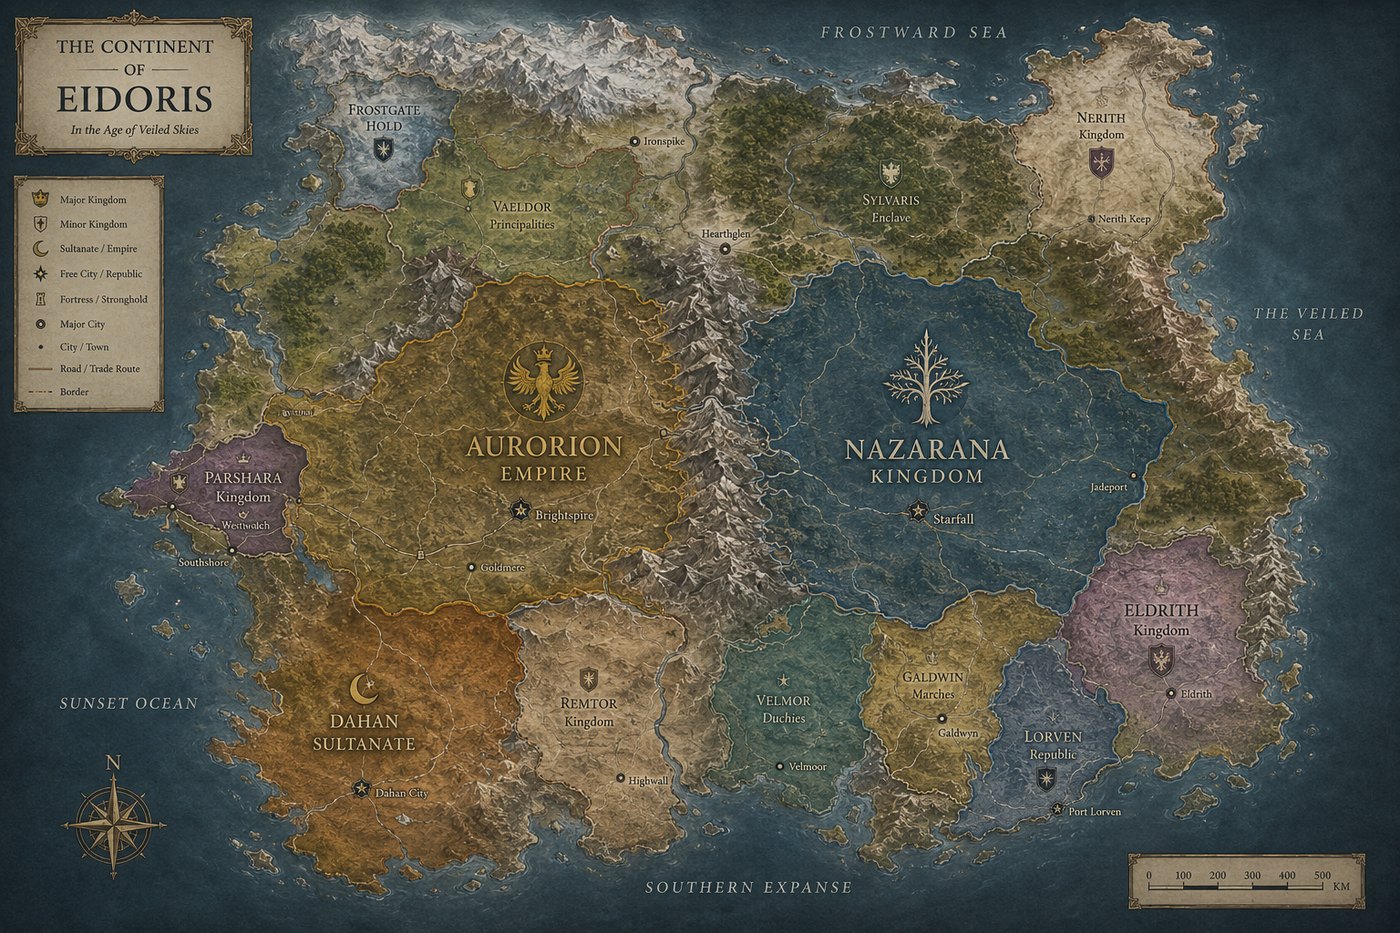 THE CONTINENT
OF
EIDORIS
In the Age of Veiled Skies
Major Kingdom
Minor Kingdom
Sultanate / Empire
Free City / Republic
Fortress / Stronghold
Major City
City / Town
Road / Trade Route
Border
FROSTWARD SEA
FROSTGATE
HOLD
Ironspike
NERITH
Kingdom
Nerith Keep
VAELDOR
Principalities
SYLVARIS
Enclave
Hearthglen
THE VEILED
SEA
AURORION
EMPIRE
Brightspire
Goldmere
NAZARANA
KINGDOM
Starfall
Jadeport
PARSHARA
Kingdom
Southshore
ELDRITH
Kingdom
Eldrith
SUNSET OCEAN
DAHAN
SULTANATE
Dahan City
REMTOR
Kingdom
Highwall
VELMOR
Duchies
Velmoor
GALDWIN
Marches
Galdwyn
LORVEN
Republic
Port Lorven
N
SOUTHERN EXPANSE
0 100 200 300 400 500
KM